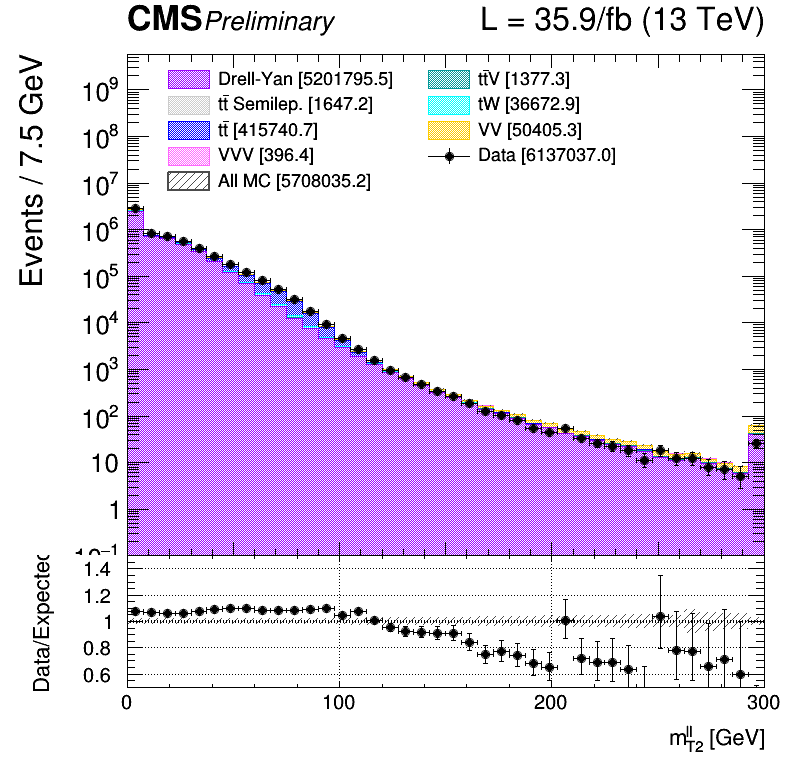 CMS Preliminary L = 35.9/fb (13 TeV)
Events / 7.5 GeV
Drell-Yan [5201795.5]
tt̄ Semilep. [1647.2]
tt̄ [415740.7]
VVV [396.4]
All MC [5708035.2]
tt̄V [1377.3]
tW [36672.9]
VV [50405.3]
Data [6137037.0]
10⁹
10⁸
10⁷
10⁶
10⁵
10⁴
10³
10²
10
1
10⁻¹
Data/Expected
1.4
1.2
1
0.8
0.6
0 100 200 300
m_T2^ll [GeV]